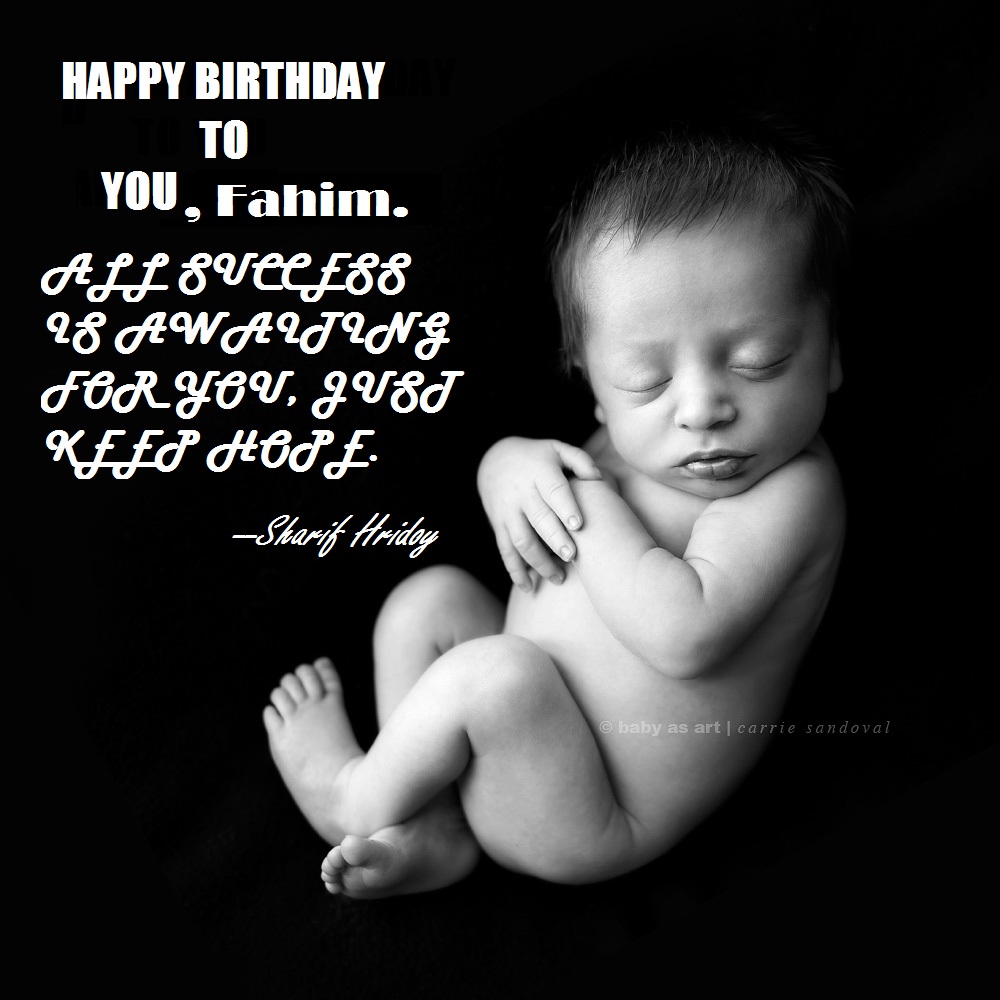 HAPPY BIRTHDAY
TO
YOU, Fahim.
ALL SUCCESS
IS AWAITING
FOR YOU, JUST
KEEP HOPE.
—Sharif Hridoy
© baby as art | carrie sandoval